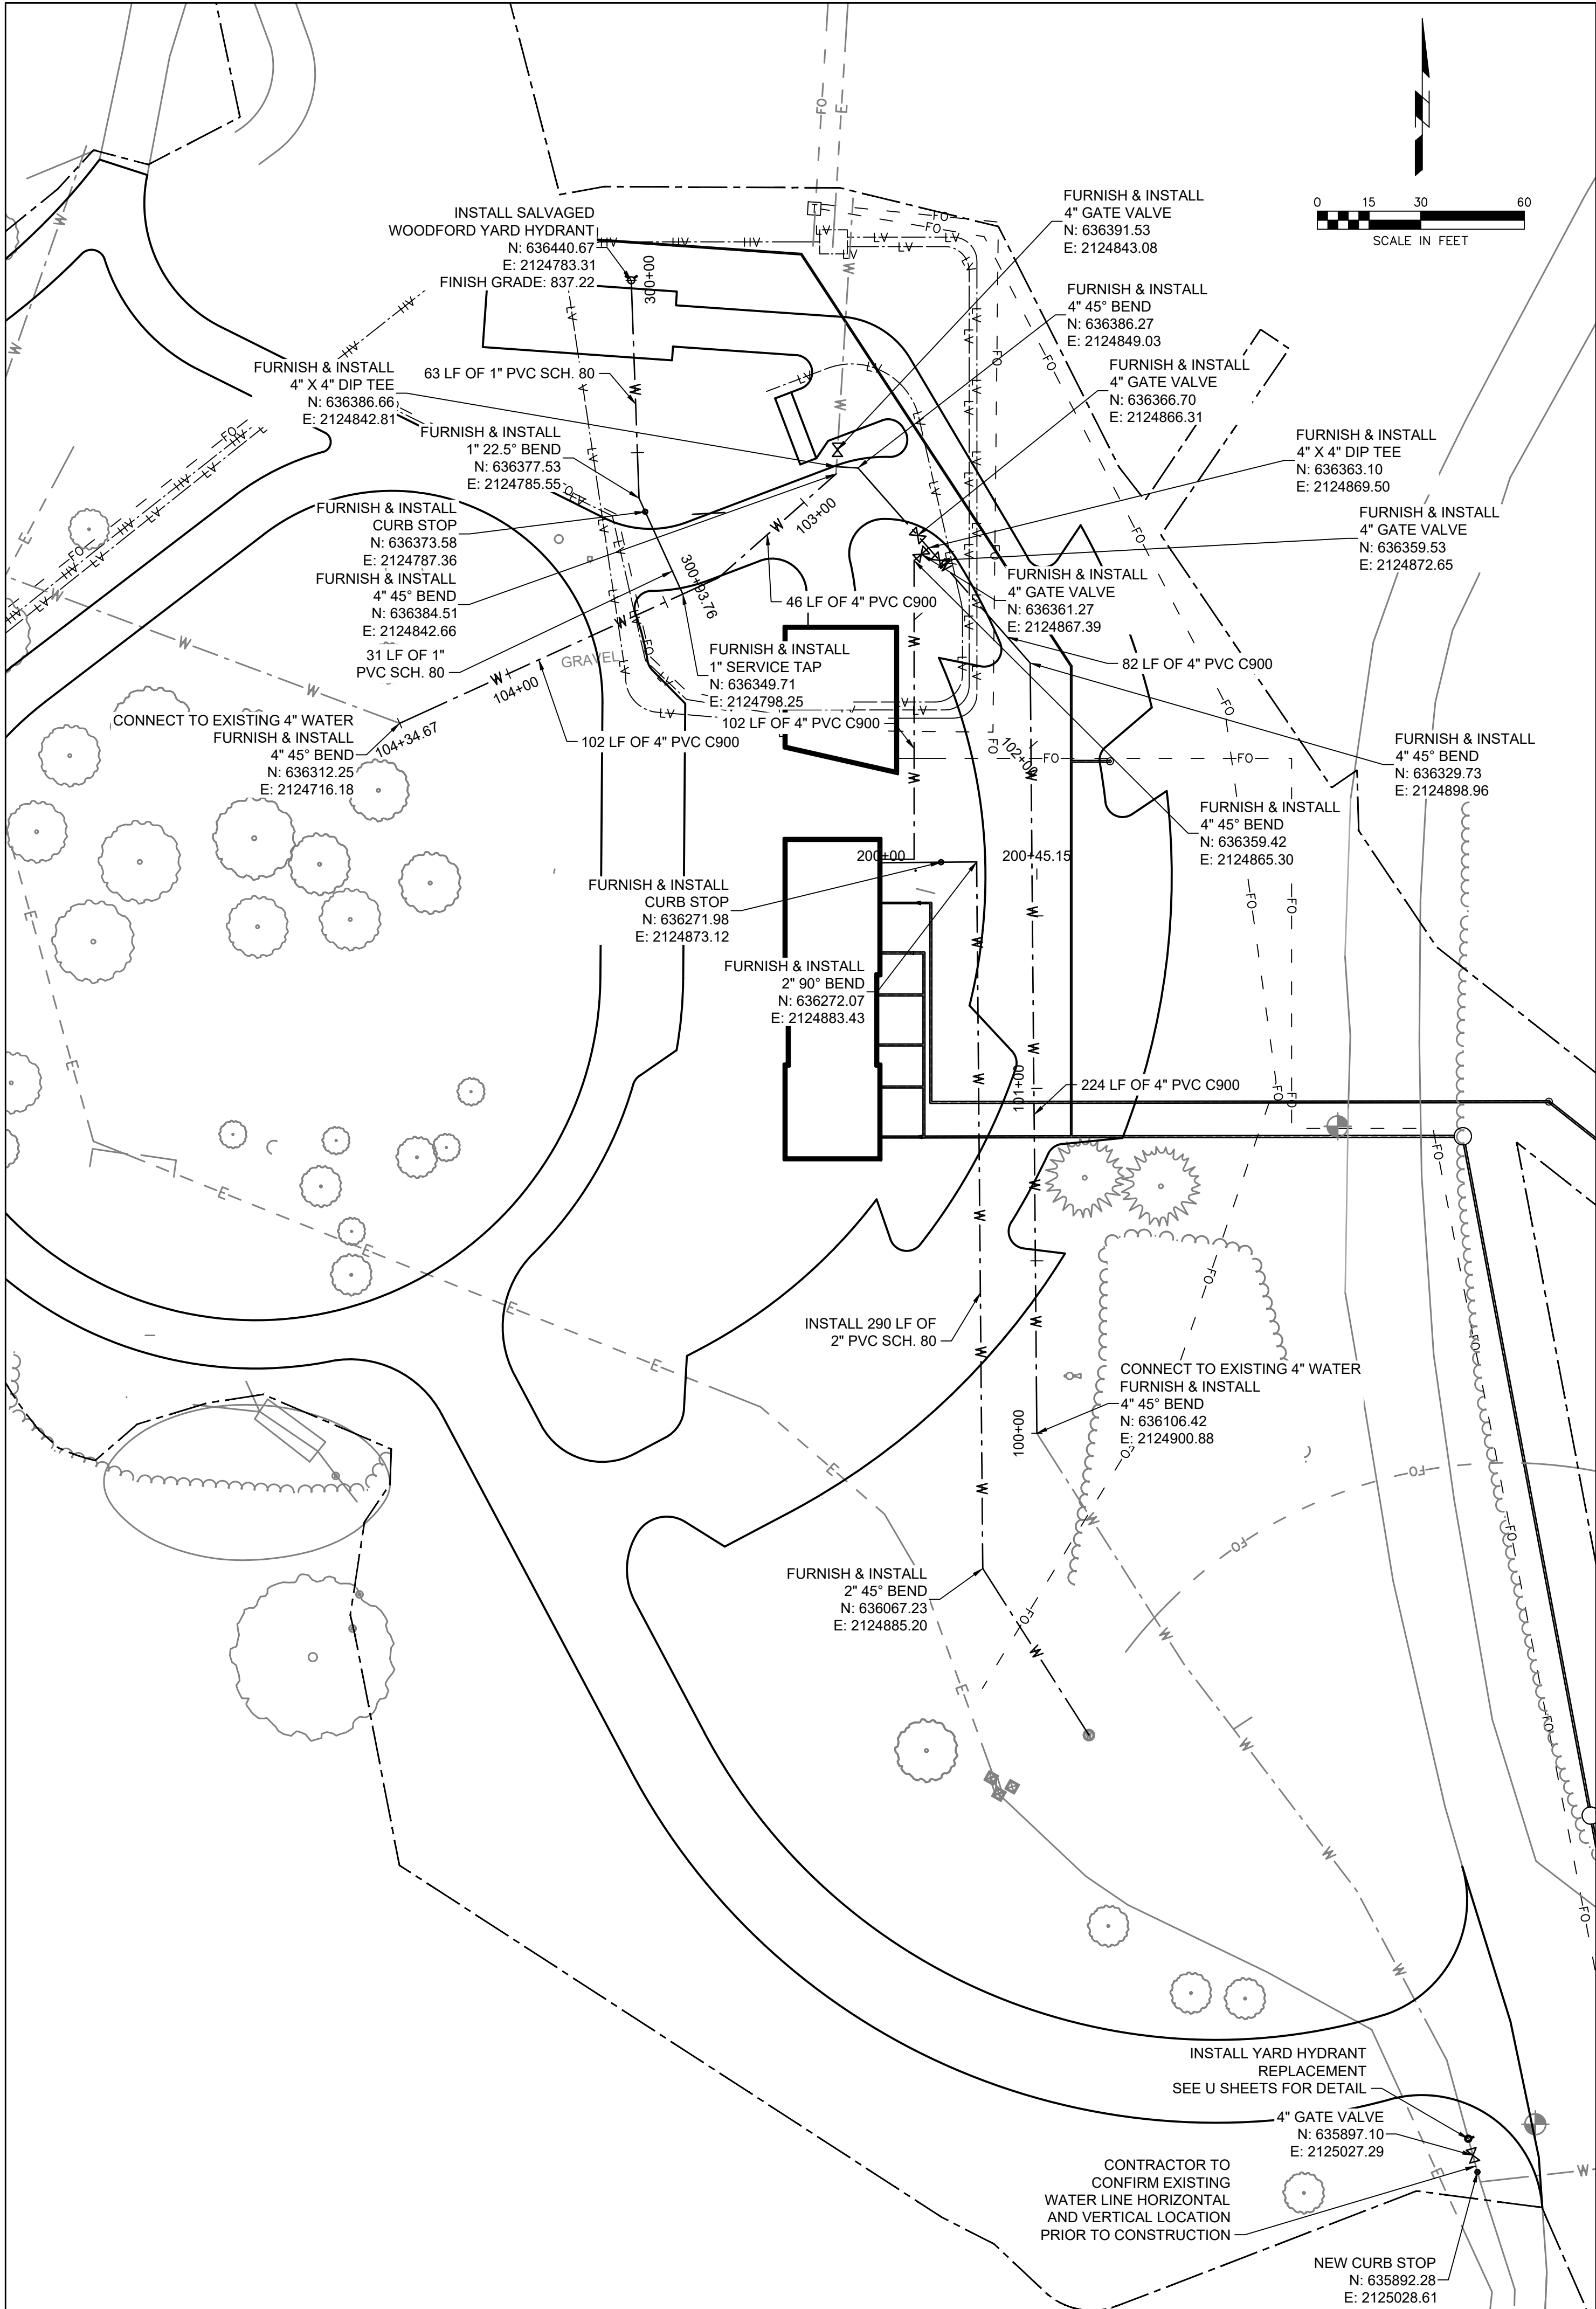 0 15 30 60
SCALE IN FEET
INSTALL SALVAGED
WOODFORD YARD HYDRANT
N: 636440.67
E: 2124783.31
FINISH GRADE: 837.22
300+00
FURNISH & INSTALL
4" GATE VALVE
N: 636391.53
E: 2124843.08
FURNISH & INSTALL
4" 45° BEND
N: 636386.27
E: 2124849.03
FURNISH & INSTALL
4" GATE VALVE
N: 636366.70
E: 2124866.31
FURNISH & INSTALL
4" X 4" DIP TEE
N: 636363.10
E: 2124869.50
FURNISH & INSTALL
4" GATE VALVE
N: 636359.53
E: 2124872.65
FURNISH & INSTALL
4" X 4" DIP TEE
N: 636386.66
E: 2124842.81
63 LF OF 1" PVC SCH. 80
FURNISH & INSTALL
1" 22.5° BEND
N: 636377.53
E: 2124785.55
FURNISH & INSTALL
CURB STOP
N: 636373.58
E: 2124787.36
FURNISH & INSTALL
4" 45° BEND
N: 636384.51
E: 2124842.66
31 LF OF 1"
PVC SCH. 80
103+00
300+93.76
46 LF OF 4" PVC C900
FURNISH & INSTALL
4" GATE VALVE
N: 636361.27
E: 2124867.39
82 LF OF 4" PVC C900
FURNISH & INSTALL
1" SERVICE TAP
N: 636349.71
E: 2124798.25
102 LF OF 4" PVC C900
GRAVEL
104+00
104+34.67
CONNECT TO EXISTING 4" WATER
FURNISH & INSTALL
4" 45° BEND
N: 636312.25
E: 2124716.18
102 LF OF 4" PVC C900
102+00
FURNISH & INSTALL
4" 45° BEND
N: 636329.73
E: 2124898.96
FURNISH & INSTALL
4" 45° BEND
N: 636359.42
E: 2124865.30
200+00
200+45.15
FURNISH & INSTALL
CURB STOP
N: 636271.98
E: 2124873.12
FURNISH & INSTALL
2" 90° BEND
N: 636272.07
E: 2124883.43
101+00
224 LF OF 4" PVC C900
INSTALL 290 LF OF
2" PVC SCH. 80
CONNECT TO EXISTING 4" WATER
FURNISH & INSTALL
4" 45° BEND
N: 636106.42
E: 2124900.88
100+00
FURNISH & INSTALL
2" 45° BEND
N: 636067.23
E: 2124885.20
INSTALL YARD HYDRANT
REPLACEMENT
SEE U SHEETS FOR DETAIL
4" GATE VALVE
N: 635897.10
E: 2125027.29
CONTRACTOR TO
CONFIRM EXISTING
WATER LINE HORIZONTAL
AND VERTICAL LOCATION
PRIOR TO CONSTRUCTION
NEW CURB STOP
N: 635892.28
E: 2125028.61